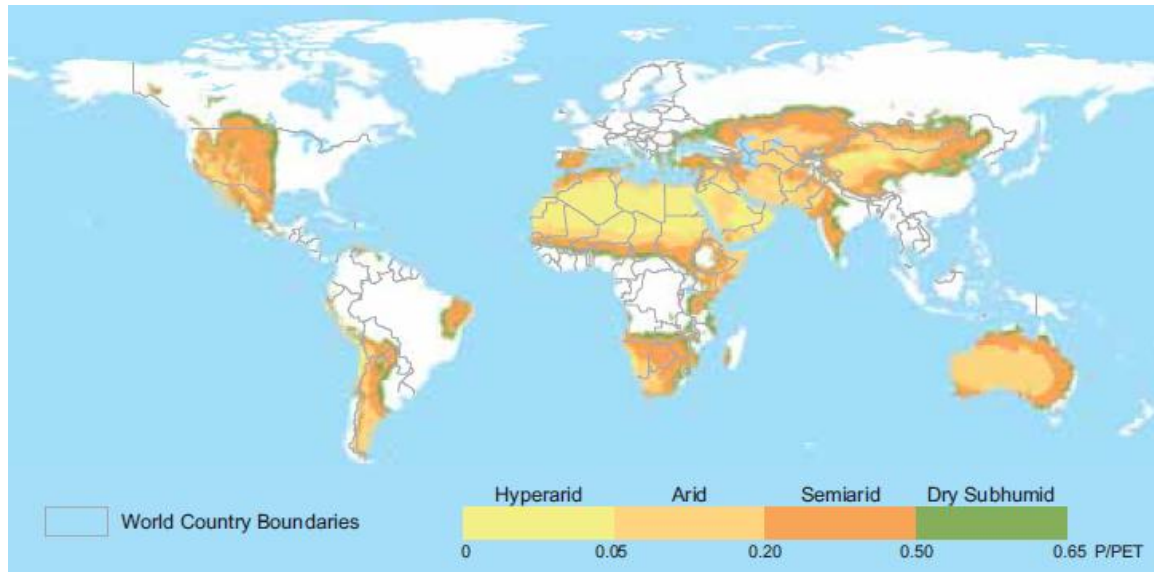 Hyperarid Arid Semiarid Dry Subhumid
World Country Boundaries
0 0.05 0.20 0.50 0.65 P/PET